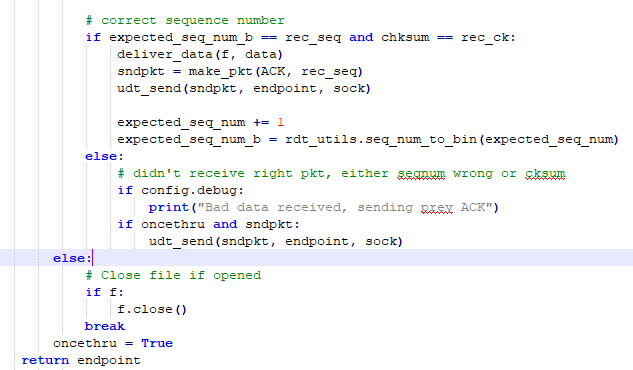 # correct sequence number
if expected_seq_num_b == rec_seq and chksum == rec_ck:
deliver_data(f, data)
sndpkt = make_pkt(ACK, rec_seq)
udt_send(sndpkt, endpoint, sock)
expected_seq_num += 1
expected_seq_num_b = rdt_utils.seq_num_to_bin(expected_seq_num)
else:
# didn't receive right pkt, either seqnum wrong or cksum
if config.debug:
print("Bad data received, sending prev ACK")
if oncethru and sndpkt:
udt_send(sndpkt, endpoint, sock)
else:
# Close file if opened
if f:
f.close()
break
oncethru = True
return endpoint